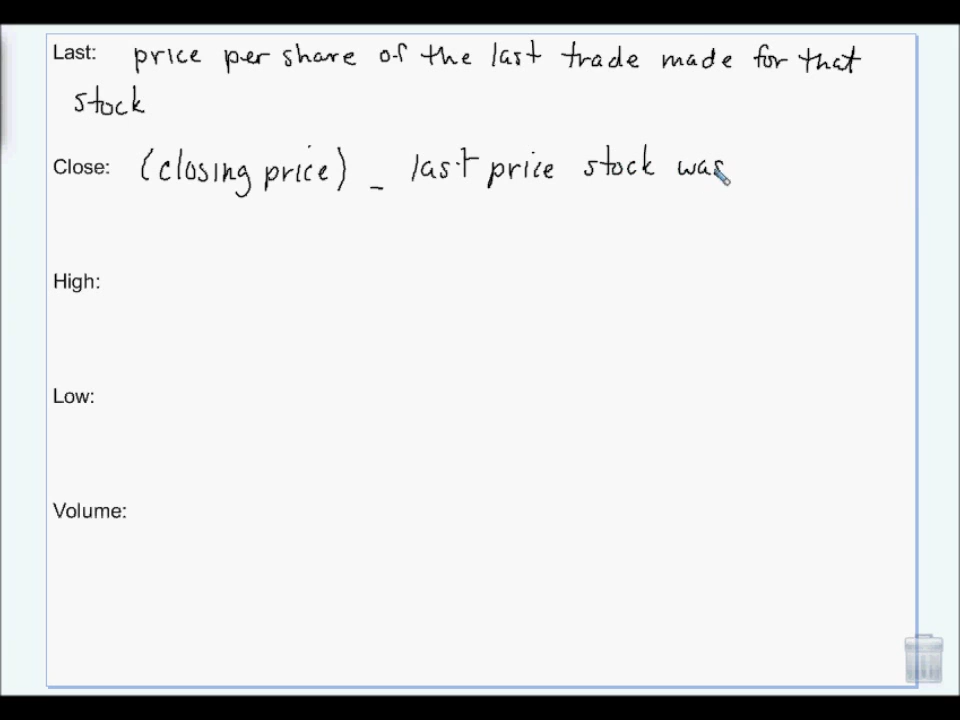 Last: price per share of the last trade made for that
stock
Close: (closing price) - last price stock was
High:
Low:
Volume: